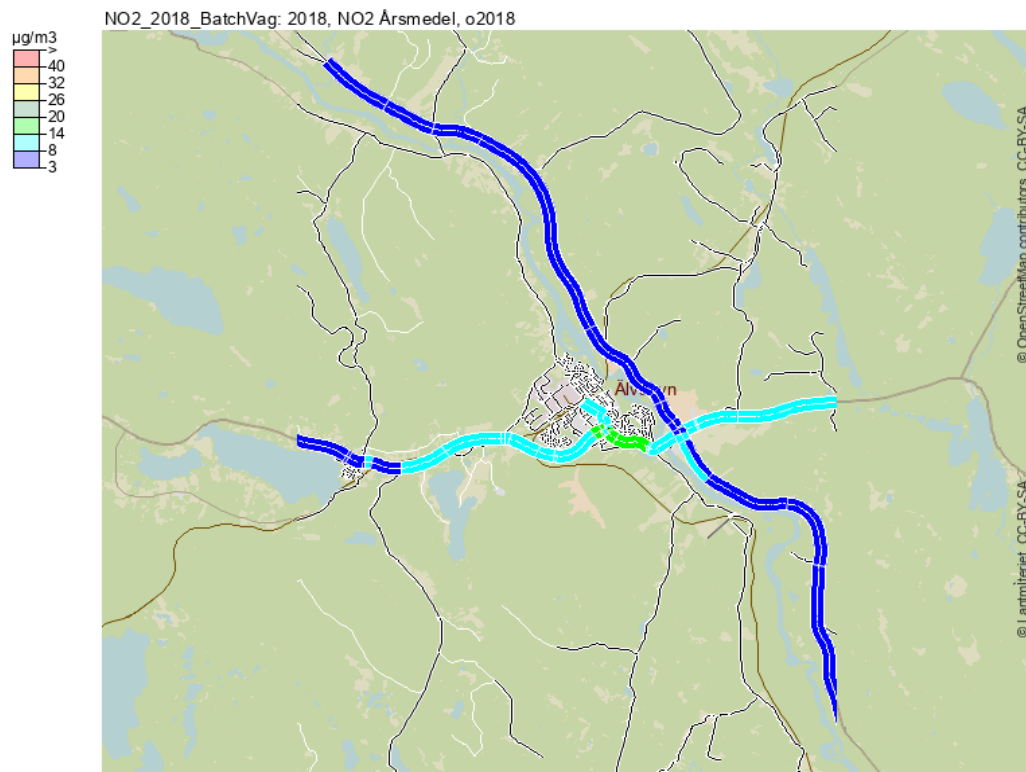 NO2_2018_BatchVag: 2018, NO2 Årsmedel, o2018
µg/m3
>
40
32
26
20
14
8
3
© OpenStreetMap contributors, CC-BY-SA
© Lantmäteriet, CC-BY-SA